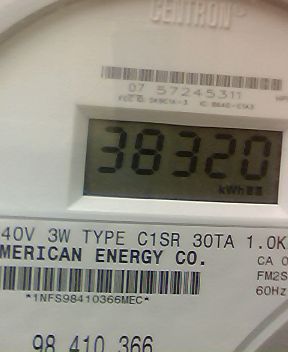 CENTRON
07 57245311
38320
kWh
40V 3W TYPE C1SR 30TA 1.0K
MERICAN ENERGY CO.
CA 0
FM2S
*1NFS98410366MEC*
60Hz
98 410 366